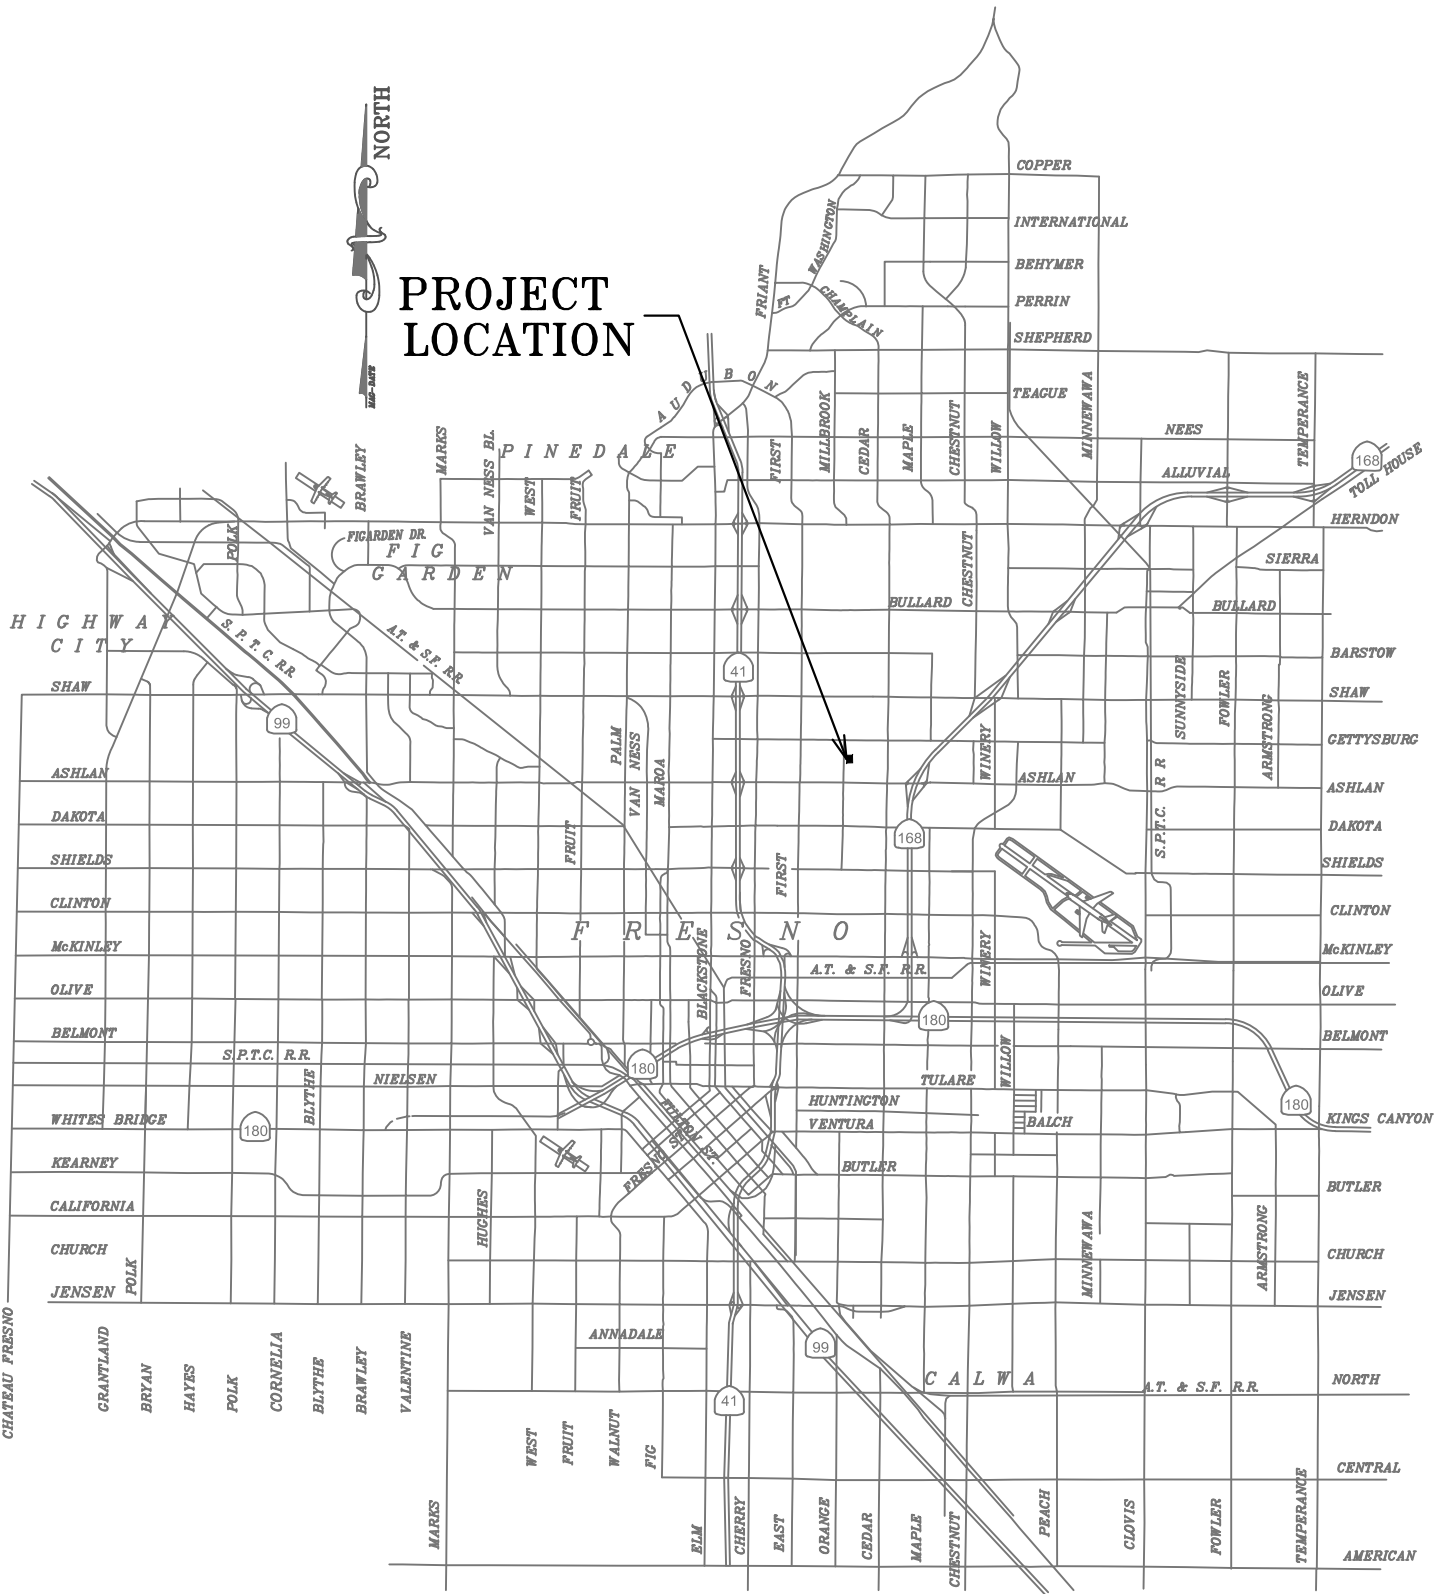 NORTH
MAG-DATE
PROJECT
LOCATION
COPPER
WASHINGTON
INTERNATIONAL
BEHYMER
FRIANT
FT
CHAMPLAIN
PERRIN
SHEPHERD
AUDUBON
TEAGUE
MINNEWAWA
TEMPERANCE
MILLBROOK
CEDAR
MAPLE
CHESTNUT
WILLOW
FIRST
NEES
ALLUVIAL
168
TOLL HOUSE
HERNDON
PINEDALE
BRAWLEY
MARKS
VAN NESS BL.
WEST
FRUIT
POLK
FIGARDEN DR.
FIG
GARDEN
CHESTNUT
SIERRA
BULLARD
BULLARD
HIGHWAY
CITY
S. P. T. C. RR
A.T. & S.F. RR
41
BARSTOW
SUNNYSIDE
FOWLER
ARMSTRONG
SHAW
SHAW
99
PALM
VAN NESS
MAROA
WINERY
GETTYSBURG
ASHLAN
ASHLAN
ASHLAN
S.P.T.C. R R
DAKOTA
DAKOTA
FRUIT
168
SHIELDS
SHIELDS
FIRST
CLINTON
CLINTON
FRESNO
McKINLEY
McKINLEY
BLACKSTONE
FRESNO
A.T. & S.F. R.R.
WINERY
OLIVE
OLIVE
BELMONT
180
BELMONT
WILLOW
S.P.T.C. R.R.
180
NIELSEN
BLYTHE
TULARE
HUNTINGTON
180
WHITES BRIDGE
180
FULTON ST.
FRESNO ST.
VENTURA
BALCH
KINGS CANYON
KEARNEY
BUTLER
BUTLER
CALIFORNIA
HUGHES
MINNEWAWA
ARMSTRONG
CHURCH
CHURCH
POLK
JENSEN
JENSEN
CHATEAU FRESNO
GRANTLAND
BRYAN
HAYES
POLK
CORNELIA
BLYTHE
BRAWLEY
VALENTINE
ANNADALE
99
CALWA
NORTH
A.T. & S.F. R.R.
41
WEST
FRUIT
WALNUT
FIG
CENTRAL
MARKS
ELM
CHERRY
EAST
ORANGE
CEDAR
MAPLE
CHESTNUT
PEACH
CLOVIS
FOWLER
TEMPERANCE
AMERICAN